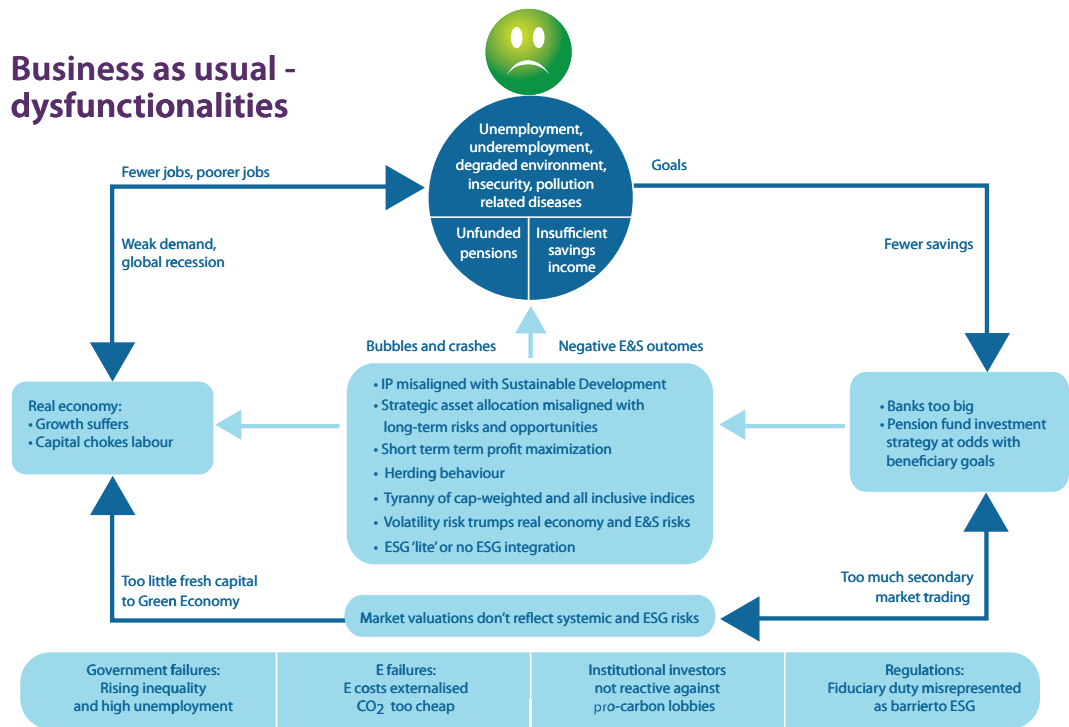 Business as usual -
dysfunctionalities
Unemployment,
underemployment,
degraded environment,
insecurity, pollution
related diseases
Unfunded
pensions
Insufficient
savings
income
Fewer jobs, poorer jobs
Goals
Weak demand,
global recession
Fewer savings
Bubbles and crashes
Negative E&S outcomes
Real economy:
• Growth suffers
• Capital chokes labour
• IP misaligned with Sustainable Development
• Strategic asset allocation misaligned with
long-term risks and opportunities
• Short term term profit maximization
• Herding behaviour
• Tyranny of cap-weighted and all inclusive indices
• Volatility risk trumps real economy and E&S risks
• ESG ‘lite’ or no ESG integration
• Banks too big
• Pension fund investment
strategy at odds with
beneficiary goals
Too little fresh capital
to Green Economy
Too much secondary
market trading
Market valuations don’t reflect systemic and ESG risks
Government failures:
Rising inequality
and high unemployment
E failures:
E costs externalised
CO2 too cheap
Institutional investors
not reactive against
pro-carbon lobbies
Regulations:
Fiduciary duty misrepresented
as barrierto ESG